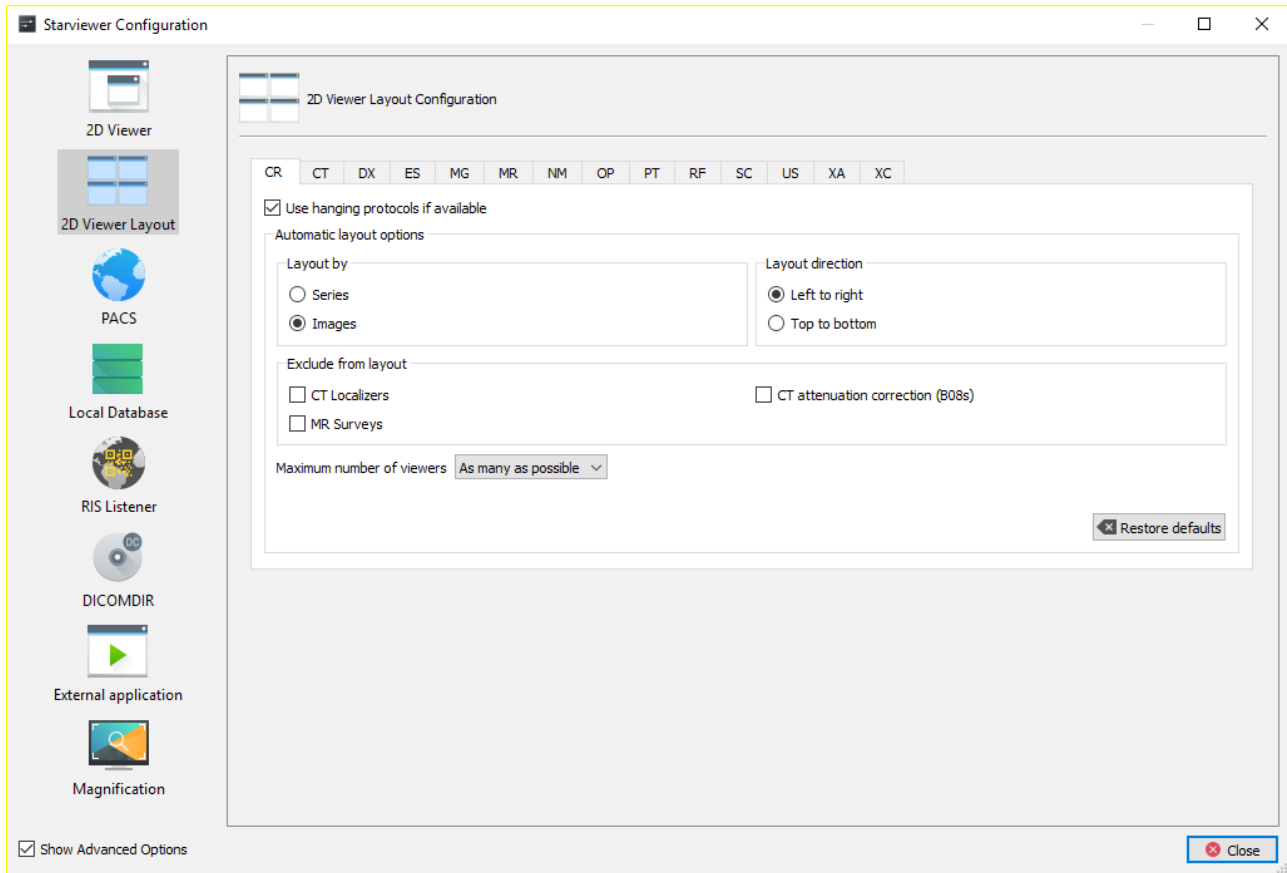 Starviewer Configuration
2D Viewer
2D Viewer Layout
PACS
Local Database
RIS Listener
DC
DICOMDIR
External application
Magnification
2D Viewer Layout Configuration
CR CT DX ES MG MR NM OP PT RF SC US XA XC
Use hanging protocols if available
Automatic layout options
Layout by
Series
Images
Layout direction
Left to right
Top to bottom
Exclude from layout
CT Localizers
CT attenuation correction (B08s)
MR Surveys
Maximum number of viewers As many as possible
Restore defaults
Show Advanced Options
Close